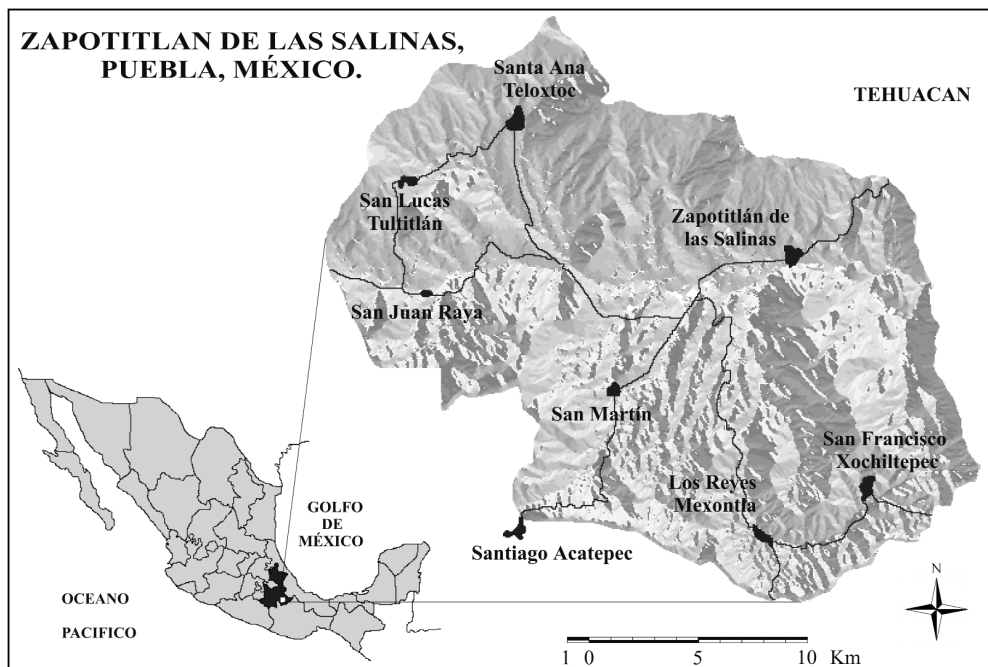 ZAPOTITLAN DE LAS SALINAS,
PUEBLA, MÉXICO.
Santa Ana
Teloxtoc
TEHUACAN
San Lucas
Tultitlán
Zapotitlán de
las Salinas
San Juan Raya
San Martín
San Francisco
Xochiltepec
Los Reyes
Mexontla
Santiago Acatepec
GOLFO
DE
MÉXICO
OCEANO
PACIFICO
N
1 0 5 10 Km